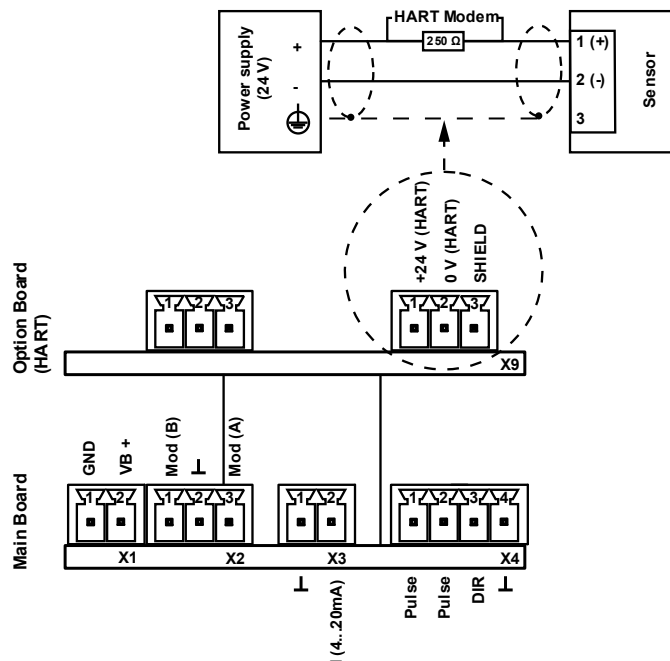 HART Modem
250 Ω
Power supply
(24 V)
+
-
1 (+)
2 (-)
3
Sensor
+24 V (HART)
0 V (HART)
SHIELD
Option Board
(HART)
1 2 3
1 2 3
X9
GND
VB +
Mod (B)
⊥
Mod (A)
Main Board
1 2
1 2 3
1 2
1 2 3 4
X1
X2
X3
X4
⊥
(4...20mA)
Pulse
Pulse
DIR
⊥